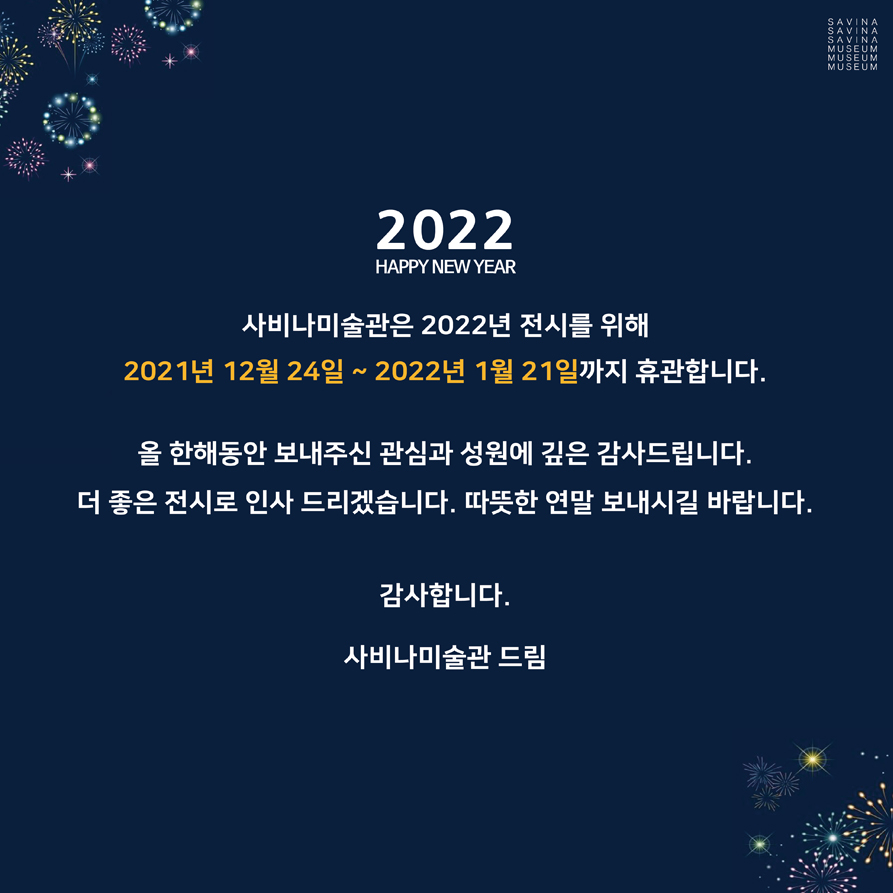 SAVINA
SAVINA
SAVINA
MUSEUM
MUSEUM
MUSEUM
2022
HAPPY NEW YEAR
사비나미술관은 2022년 전시를 위해
2021년 12월 24일 ~ 2022년 1월 21일까지 휴관합니다.
올 한해동안 보내주신 관심과 성원에 깊은 감사드립니다.
더 좋은 전시로 인사 드리겠습니다. 따뜻한 연말 보내시길 바랍니다.
감사합니다.
사비나미술관 드림